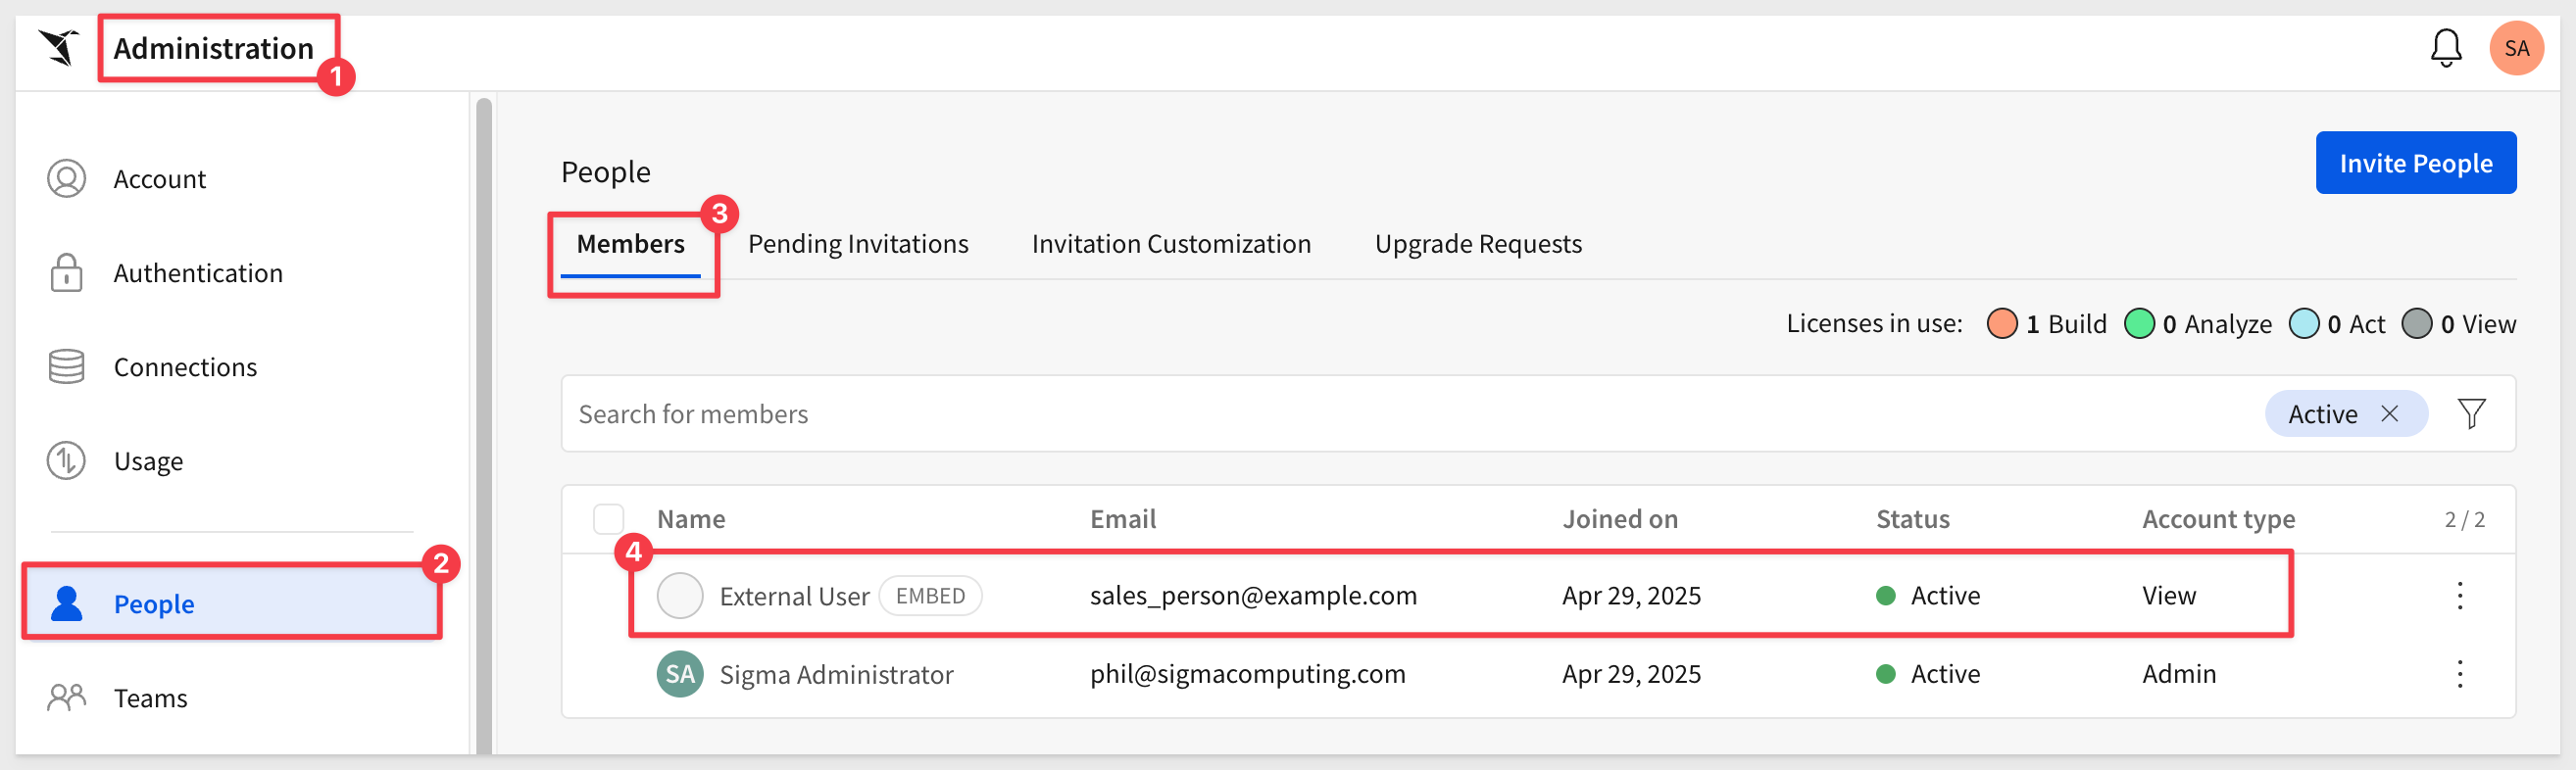 Administration
1
SA
Account
Authentication
Connections
Usage
People
2
Teams
People
Invite People
Members
3
Pending Invitations
Invitation Customization
Upgrade Requests
Licenses in use: 1 Build 0 Analyze 0 Act 0 View
Search for members
Active
Name Email Joined on Status Account type 2 / 2
4
External User EMBED sales_person@example.com Apr 29, 2025 Active View
SA Sigma Administrator phil@sigmacomputing.com Apr 29, 2025 Active Admin